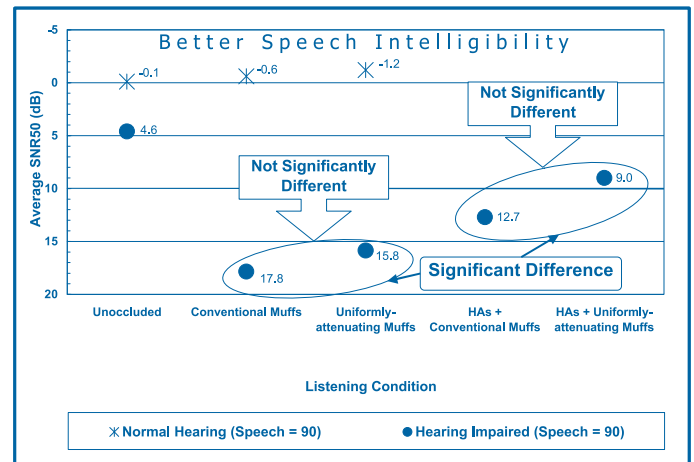 Better Speech Intelligibility
-5
0
5
10
15
20
Average SNR50 (dB)
-0.1
-0.6
-1.2
4.6
17.8
15.8
12.7
9.0
Not Significantly
Different
Not Significantly
Different
Significant Difference
Unoccluded
Conventional Muffs
Uniformly-
attenuating Muffs
HAs +
Conventional Muffs
HAs + Uniformly-
attenuating Muffs
Listening Condition
Normal Hearing (Speech = 90)
Hearing Impaired (Speech = 90)